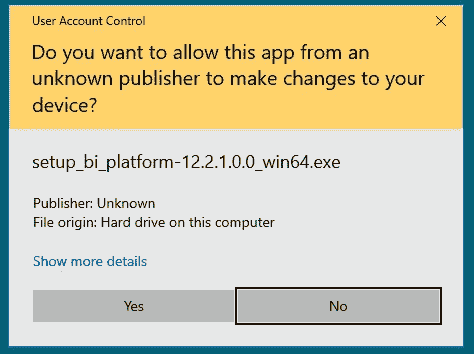 User Account Control
Do you want to allow this app from an
unknown publisher to make changes to your
device?
setup_bi_platform-12.2.1.0.0_win64.exe
Publisher: Unknown
File origin: Hard drive on this computer
Show more details
Yes No